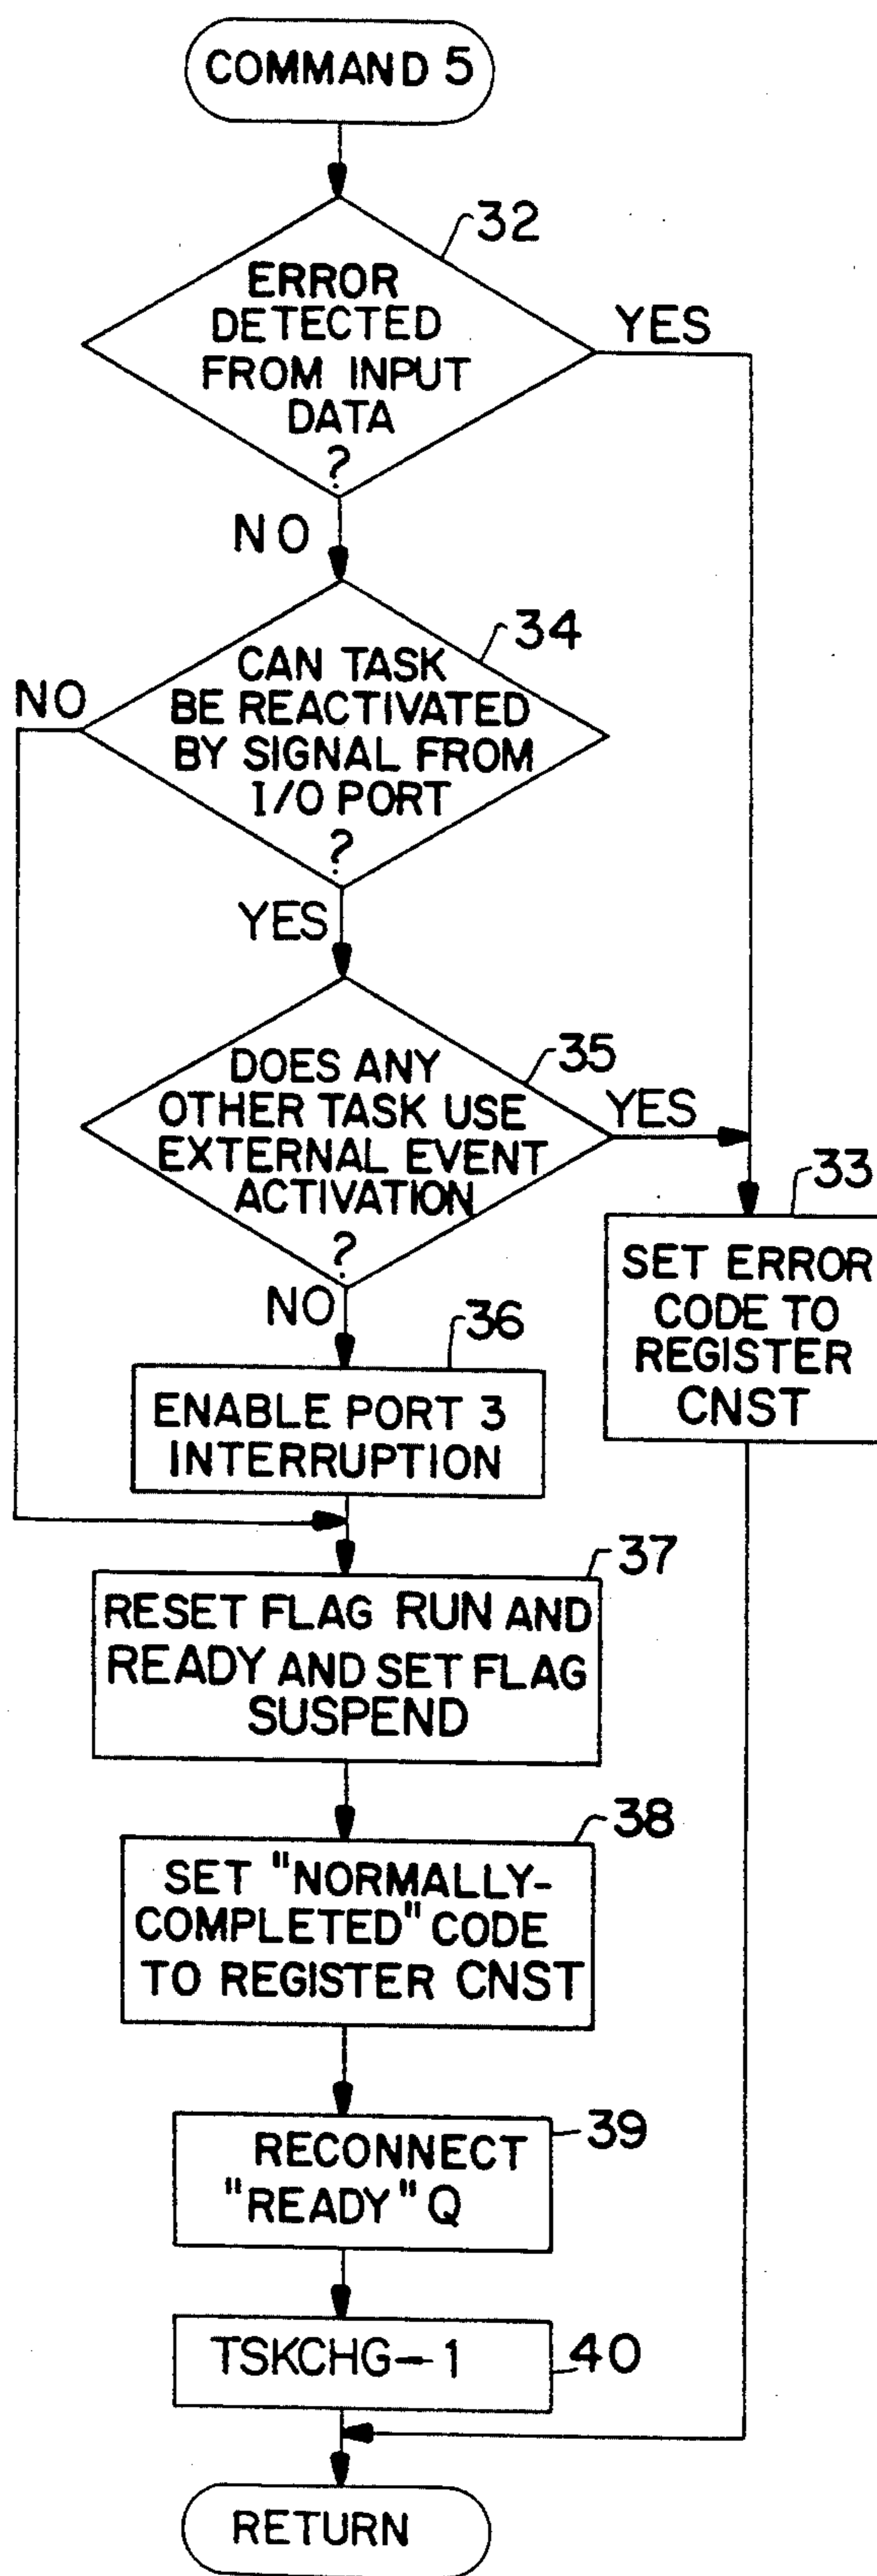 COMMAND 5
32
ERROR
DETECTED
FROM INPUT
DATA
?
YES
NO
34
CAN TASK
BE REACTIVATED
BY SIGNAL FROM
I/O PORT
?
NO
YES
35
DOES ANY
OTHER TASK USE
EXTERNAL EVENT
ACTIVATION
?
YES
NO
33
SET ERROR
CODE TO
REGISTER
CNST
36
ENABLE PORT 3
INTERRUPTION
37
RESET FLAG RUN AND
READY AND SET FLAG
SUSPEND
38
SET "NORMALLY-
COMPLETED" CODE
TO REGISTER CNST
39
RECONNECT
"READY" Q
TSKCHG-1
40
RETURN